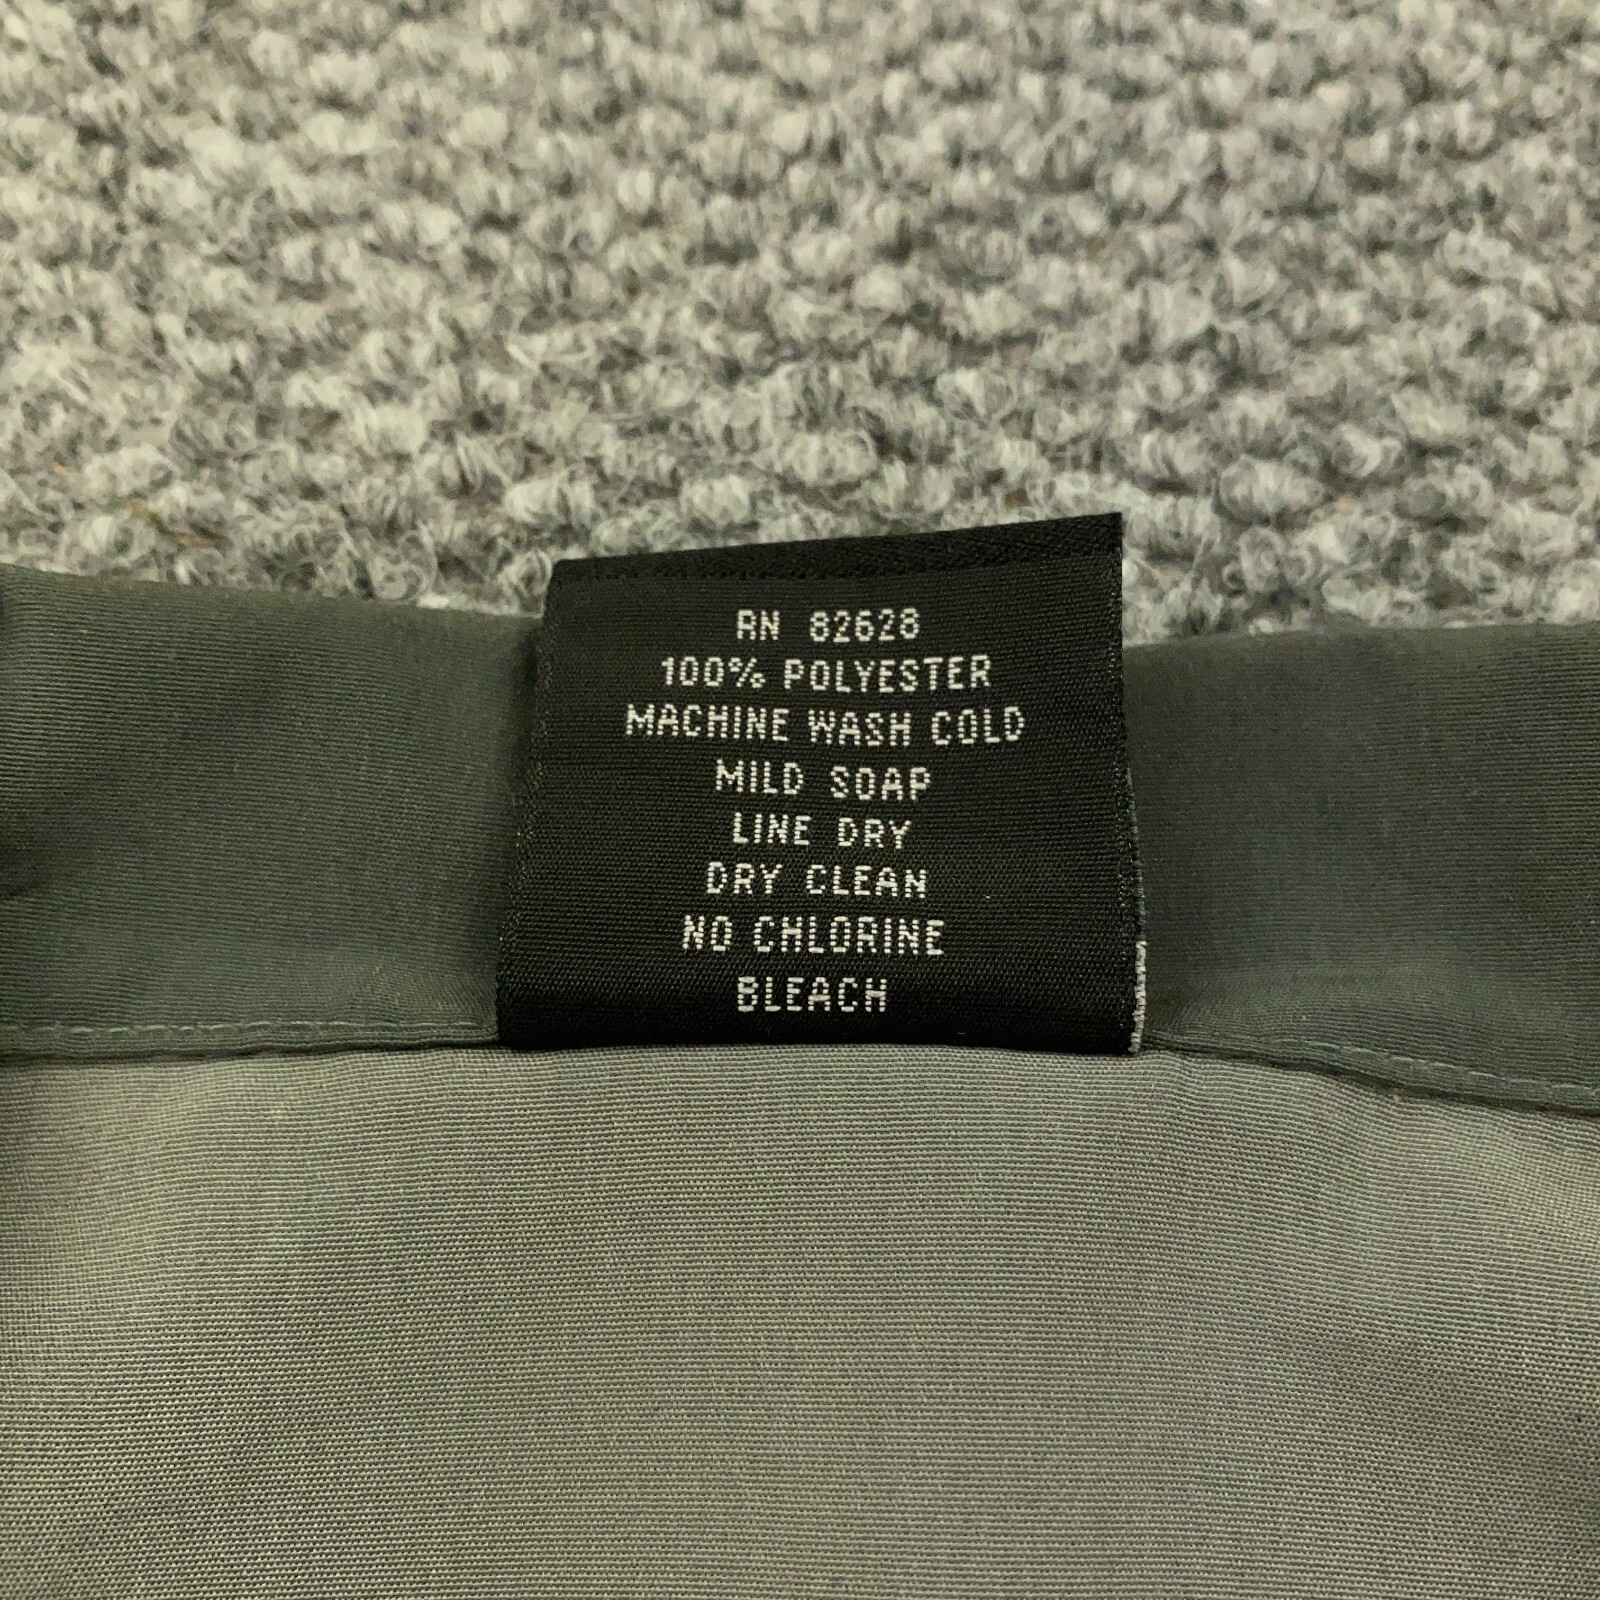 RN 82628
100% POLYESTER
MACHINE WASH COLD
MILD SOAP
LINE DRY
DRY CLEAN
NO CHLORINE
BLEACH